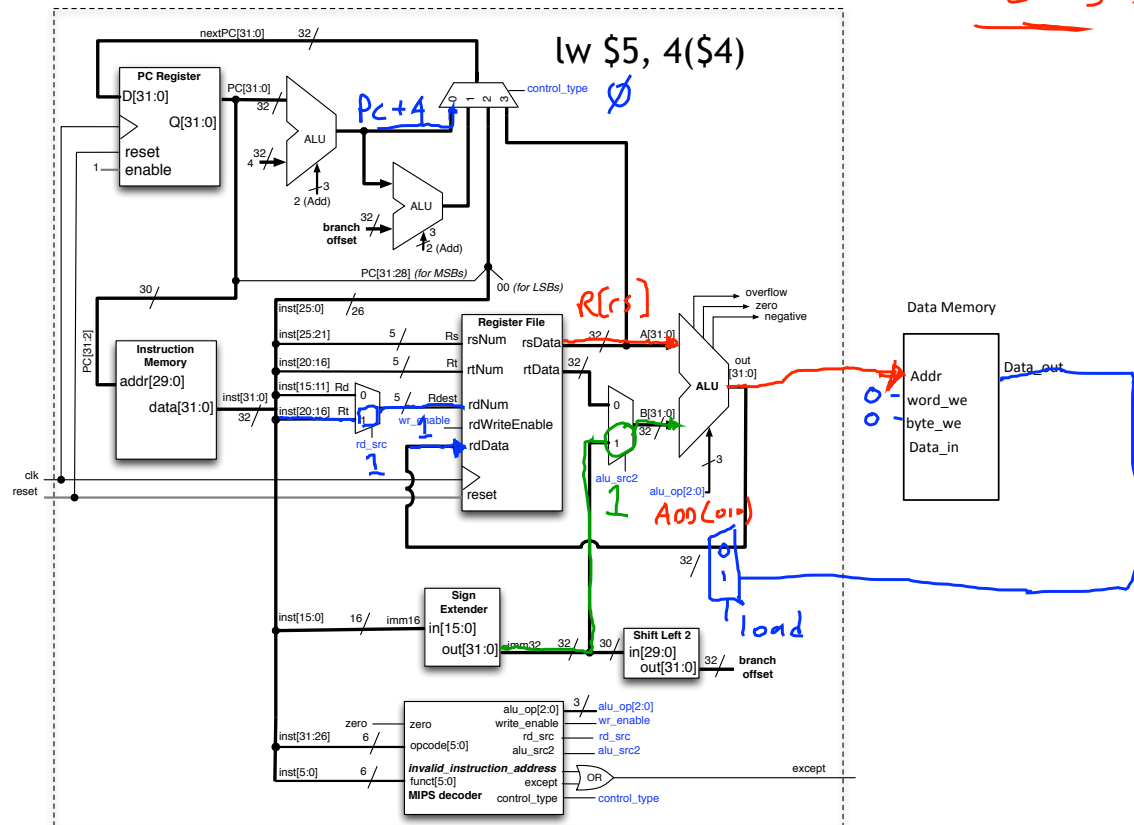 nextPC[31:0]
32
lw $5, 4($4)
PC Register
D[31:0]
Q[31:0]
reset
enable
1
PC[31:0]
32
ALU
32
4
3
2 (Add)
PC+4
0
1
2
3
control_type
0
ALU
branch
offset
32
3
2 (Add)
PC[31:28] (for MSBs)
00 (for LSBs)
30
PC[31:2]
inst[25:0]
26
Instruction
Memory
addr[29:0]
data[31:0]
inst[31:0]
32
inst[25:21]
5
Rs
inst[20:16]
5
Rt
inst[15:11]
Rd
0
inst[20:16]
Rt
1
rd_src
1
5
Rdest
wr_enable
1
Register File
rsNum
rtNum
rdNum
rdWriteEnable
rdData
reset
rsData
rtData
R[rs]
32
A[31:0]
32
0
1
B[31:0]
32
alu_src2
1
overflow
zero
negative
out
[31:0]
ALU
3
alu_op[2:0]
ADD(010)
Data Memory
Addr
word_we
byte_we
Data_in
Data_out
0
0
clk
reset
32
0
1
load
inst[15:0]
16
imm16
Sign
Extender
in[15:0]
out[31:0]
imm32
32
30
Shift Left 2
in[29:0]
out[31:0]
32
branch
offset
zero
zero
inst[31:26]
6
opcode[5:0]
inst[5:0]
6
funct[5:0]
MIPS decoder
alu_op[2:0]
write_enable
rd_src
alu_src2
invalid_instruction_address
except
control_type
3
alu_op[2:0]
wr_enable
rd_src
alu_src2
OR
except
control_type